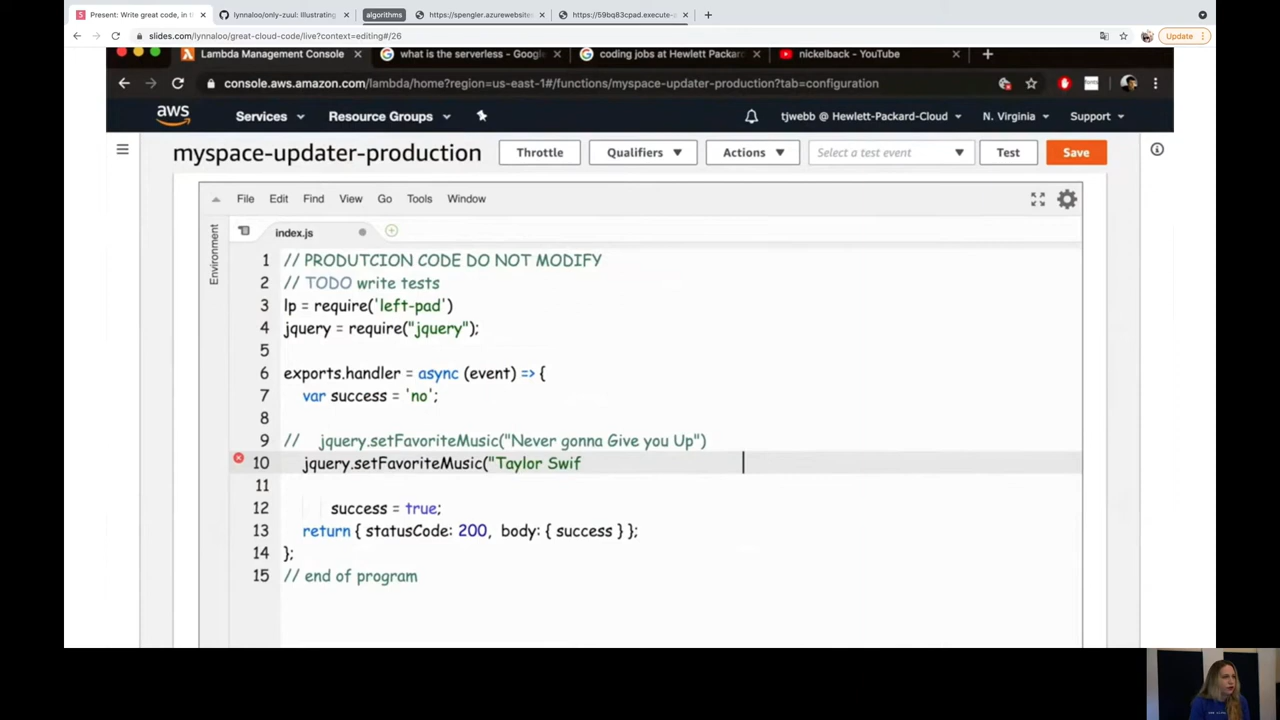 Present: Write great code, in th
lynnaloo/only-zuul: Illustrating
algorithms
https://spengler.azurewebsites
https://59bq83cpad.execute-a
slides.com/lynnaloo/great-cloud-code/live?context=editing#/26
Update
Lambda Management Console
what is the serverless - Google
coding jobs at Hewlett Packard
nickelback - YouTube
console.aws.amazon.com/lambda/home?region=us-east-1#/functions/myspace-updater-production?tab=configuration
aws Services Resource Groups tjwebb @ Hewlett-Packard-Cloud N. Virginia Support
myspace-updater-production Throttle Qualifiers Actions Select a test event Test Save
File Edit Find View Go Tools Window
Environment
index.js
1 // PRODUTCION CODE DO NOT MODIFY
2 // TODO write tests
3 lp = require('left-pad')
4 jquery = require("jquery");
5
6 exports.handler = async (event) => {
7 var success = 'no';
8
9 // jquery.setFavoriteMusic("Never gonna Give you Up")
10 jquery.setFavoriteMusic("Taylor Swif
11
12 success = true;
13 return { statusCode: 200, body: { success } };
14 };
15 // end of program